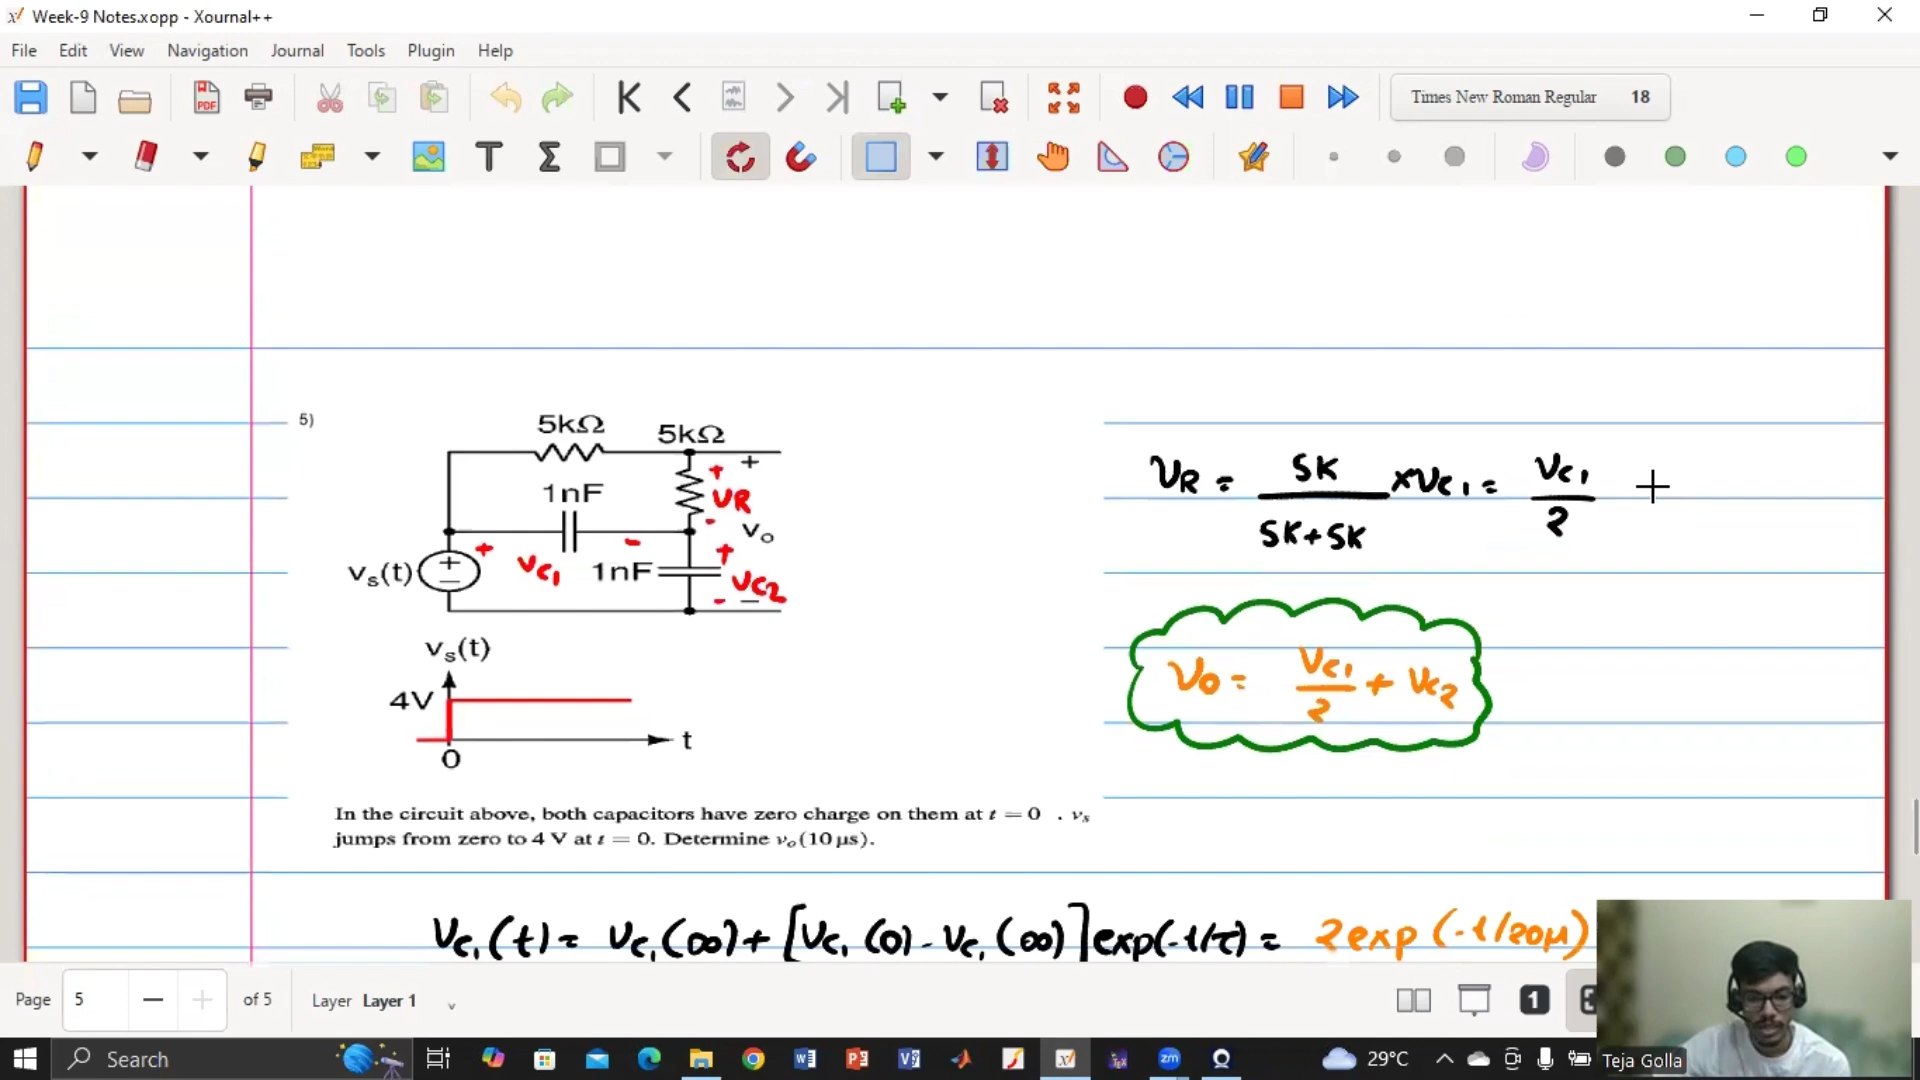 Week-9 Notes.xopp - Xournal++
File Edit View Navigation Journal Tools Plugin Help
PDF
Times New Roman Regular 18
5)
5kΩ
5kΩ
+
1nF
+
VR
-
vo
vs(t)
+
-
+
VC1
-
1nF
+
VC2
-
-
vs(t)
4V
0
t
VR = 5K / 5K+5K × VC1 = VC1 / 2
VO = VC1 / 2 + VC2
In the circuit above, both capacitors have zero charge on them at t = 0 . vs
jumps from zero to 4 V at t = 0. Determine vo(10 μs).
VC1(t) = VC1(∞) + [VC1(0) - VC1(∞)] exp(-t/τ) = 2exp(-t/20μ)
Page 5 of 5 Layer Layer 1
1
Search
29°C
Teja Golla